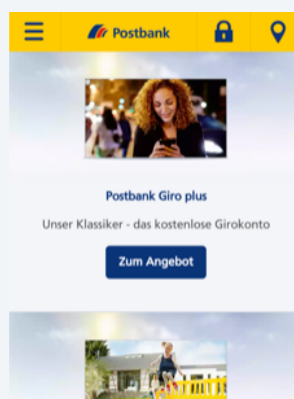 Postbank
Postbank Giro plus
Unser Klassiker - das kostenlose Girokonto
Zum Angebot